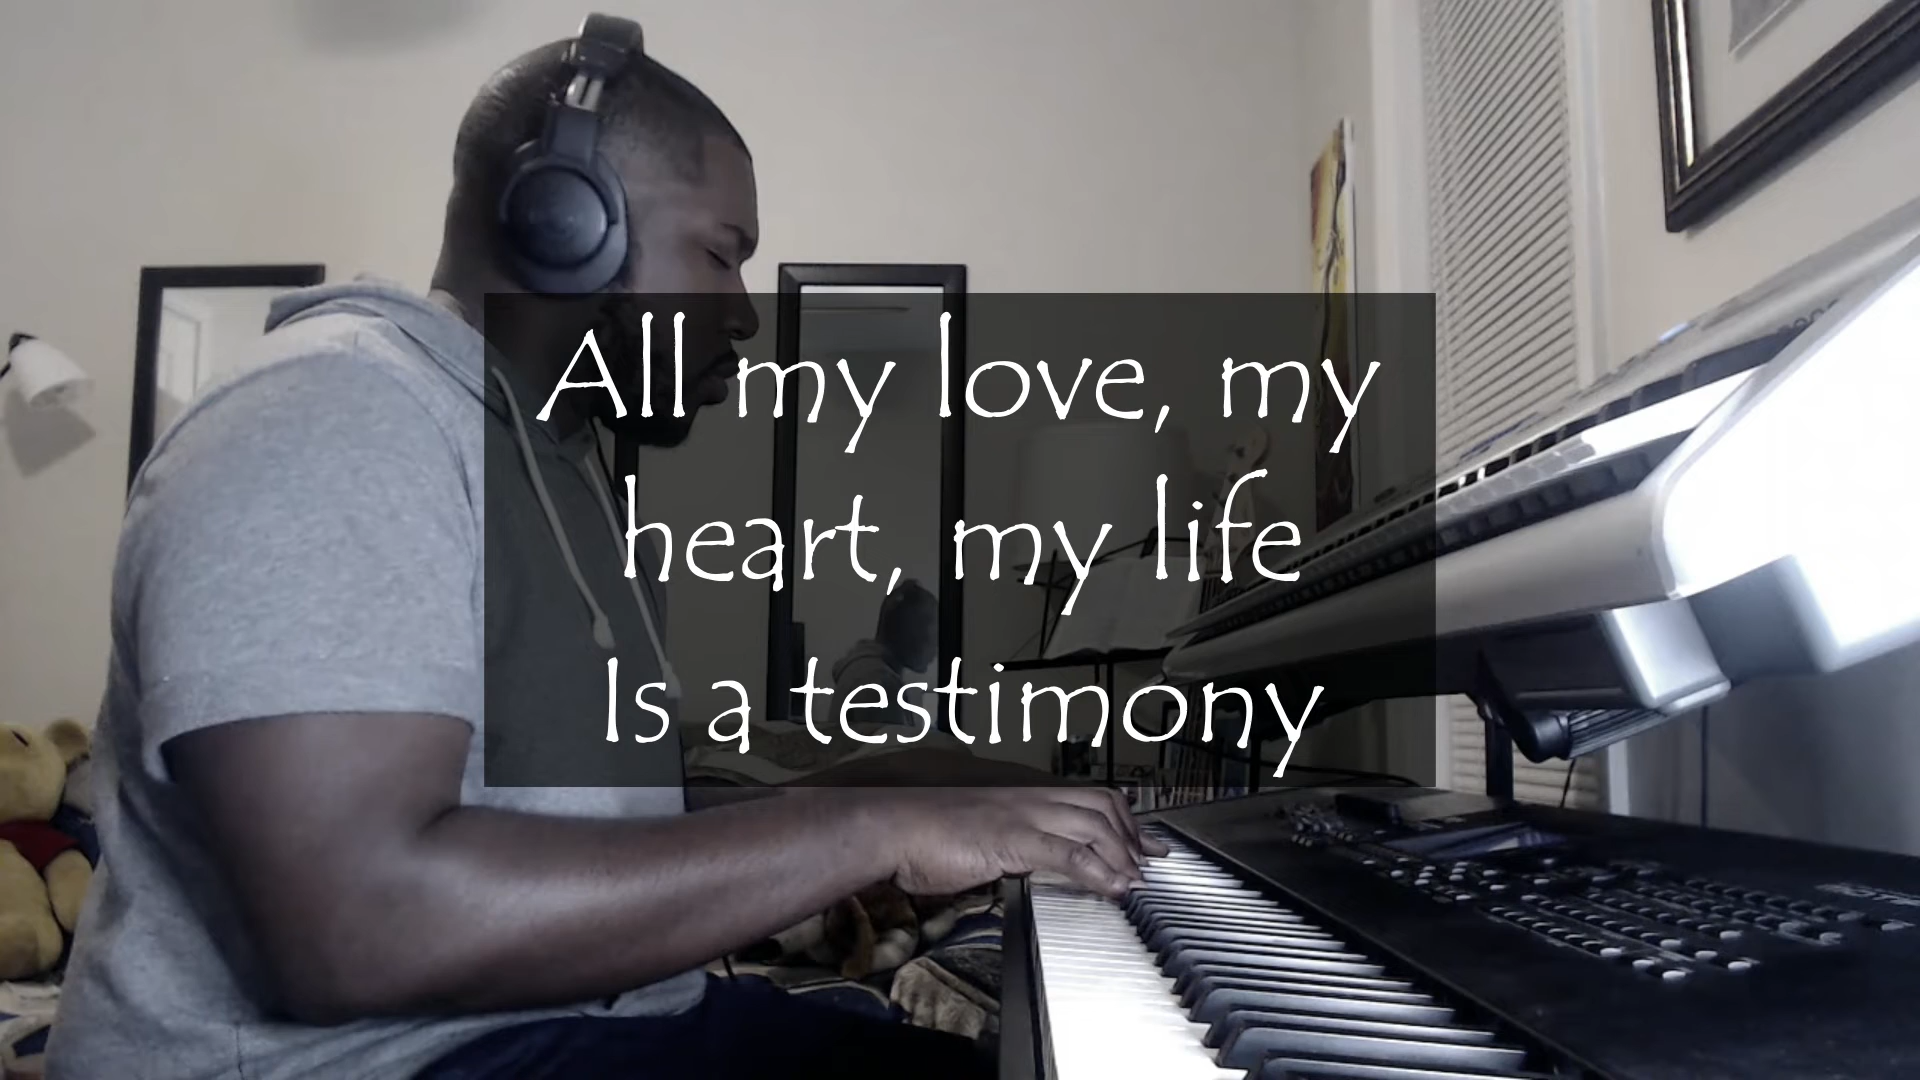 All my love, my
heart, my life
Is a testimony